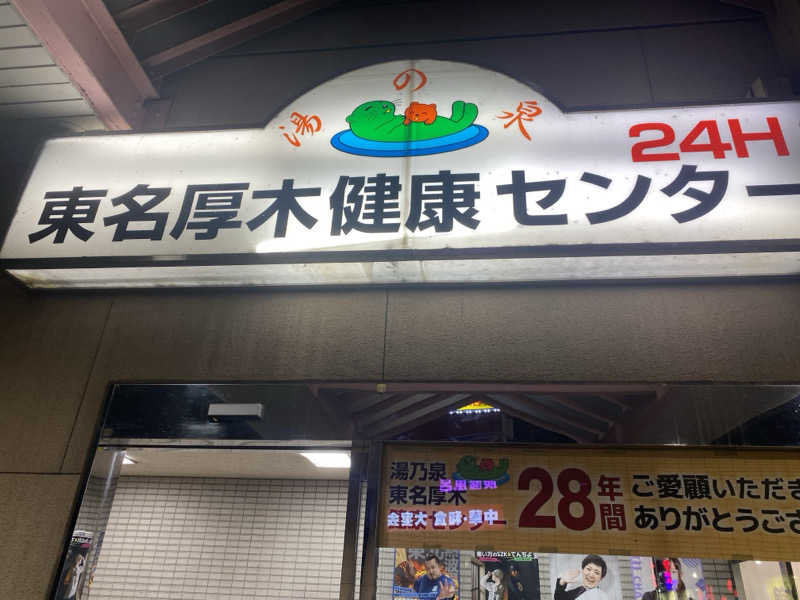 湯の泉
24H
東名厚木健康センター
湯乃泉
東名厚木
28年間
ご愛顧いただき
ありがとうござ